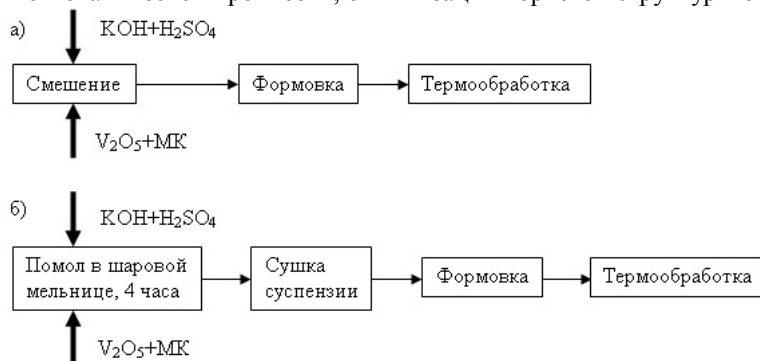 а)
KOH+H₂SO₄
Смешение
Формовка
Термообработка
V₂O₅+МК
б)
KOH+H₂SO₄
Помол в шаровой
мельнице, 4 часа
Сушка
суспензии
Формовка
Термообработка
V₂O₅+МК